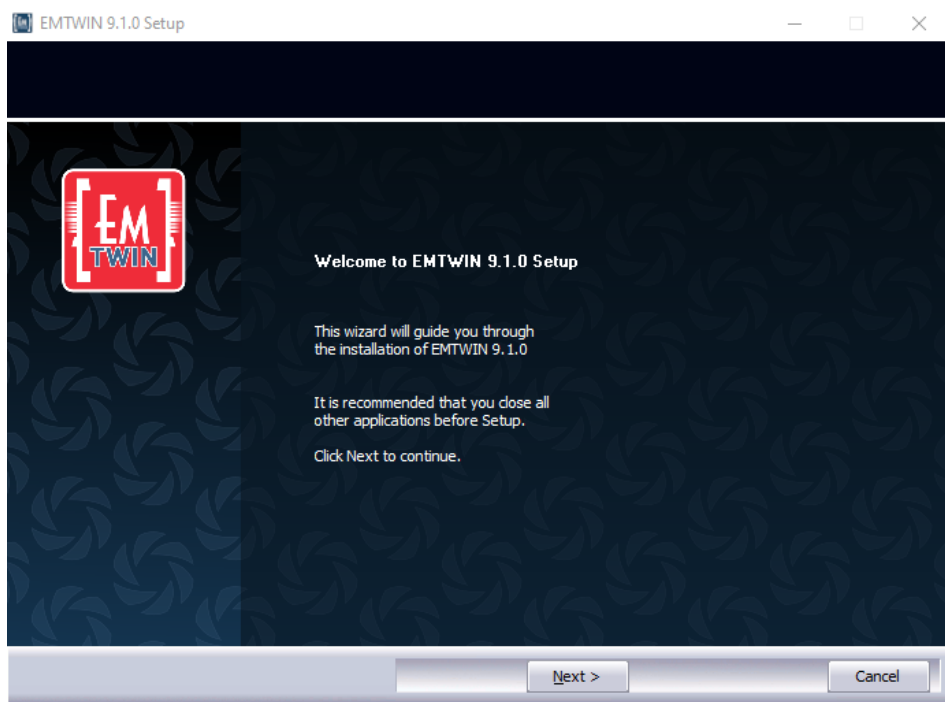 EMTWIN 9.1.0 Setup
EM
TWIN
Welcome to EMTWIN 9.1.0 Setup
This wizard will guide you through
the installation of EMTWIN 9.1.0
It is recommended that you close all
other applications before Setup.
Click Next to continue.
Next >
Cancel